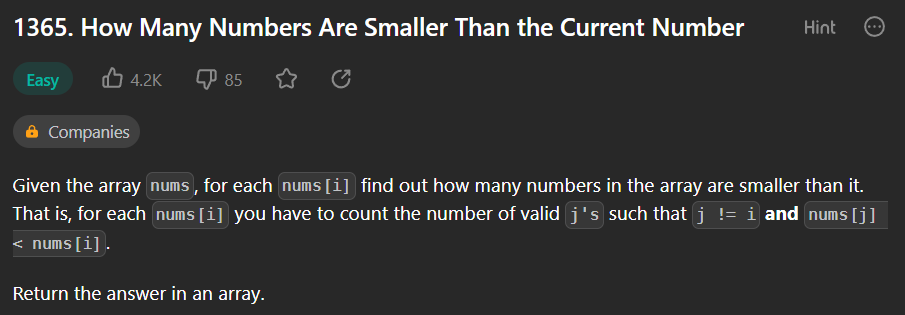 1365. How Many Numbers Are Smaller Than the Current Number Hint
Easy 4.2K 85
Companies
Given the array nums, for each nums[i] find out how many numbers in the array are smaller than it.
That is, for each nums[i] you have to count the number of valid j's such that j != i and nums[j]
< nums[i].
Return the answer in an array.